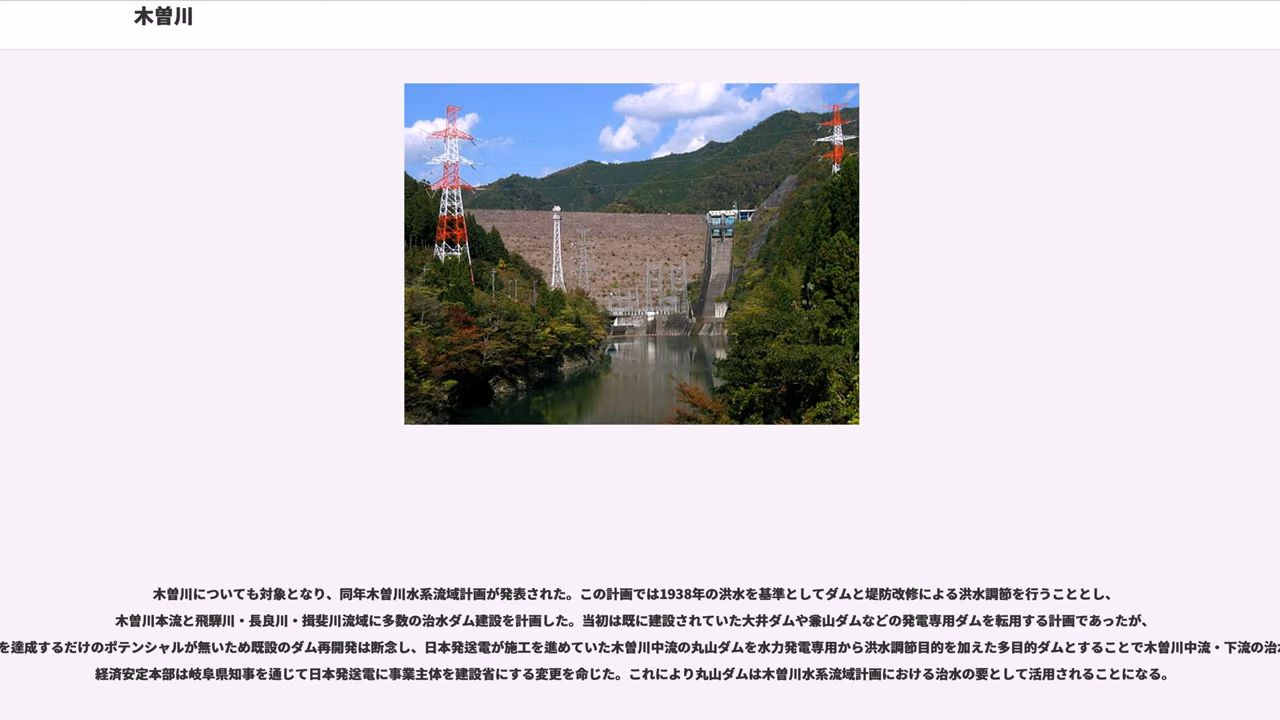 木曽川
木曽川についても対象となり、同年木曽川水系流域計画が発表された。この計画では1938年の洪水を基準としてダムと堤防改修による洪水調節を行うこととし、
木曽川本流と飛騨川・長良川・揖斐川流域に多数の治水ダム建設を計画した。当初は既に建設されていた大井ダムや兼山ダムなどの発電専用ダムを転用する計画であったが、
を達成するだけのポテンシャルが無いため既設のダム再開発は断念し、日本発送電が施工を進めていた木曽川中流の丸山ダムを水力発電専用から洪水調節目的を加えた多目的ダムとすることで木曽川中流・下流の治
経済安定本部は岐阜県知事を通じて日本発送電に事業主体を建設省にする変更を命じた。これにより丸山ダムは木曽川水系流域計画における治水の要として活用されることになる。